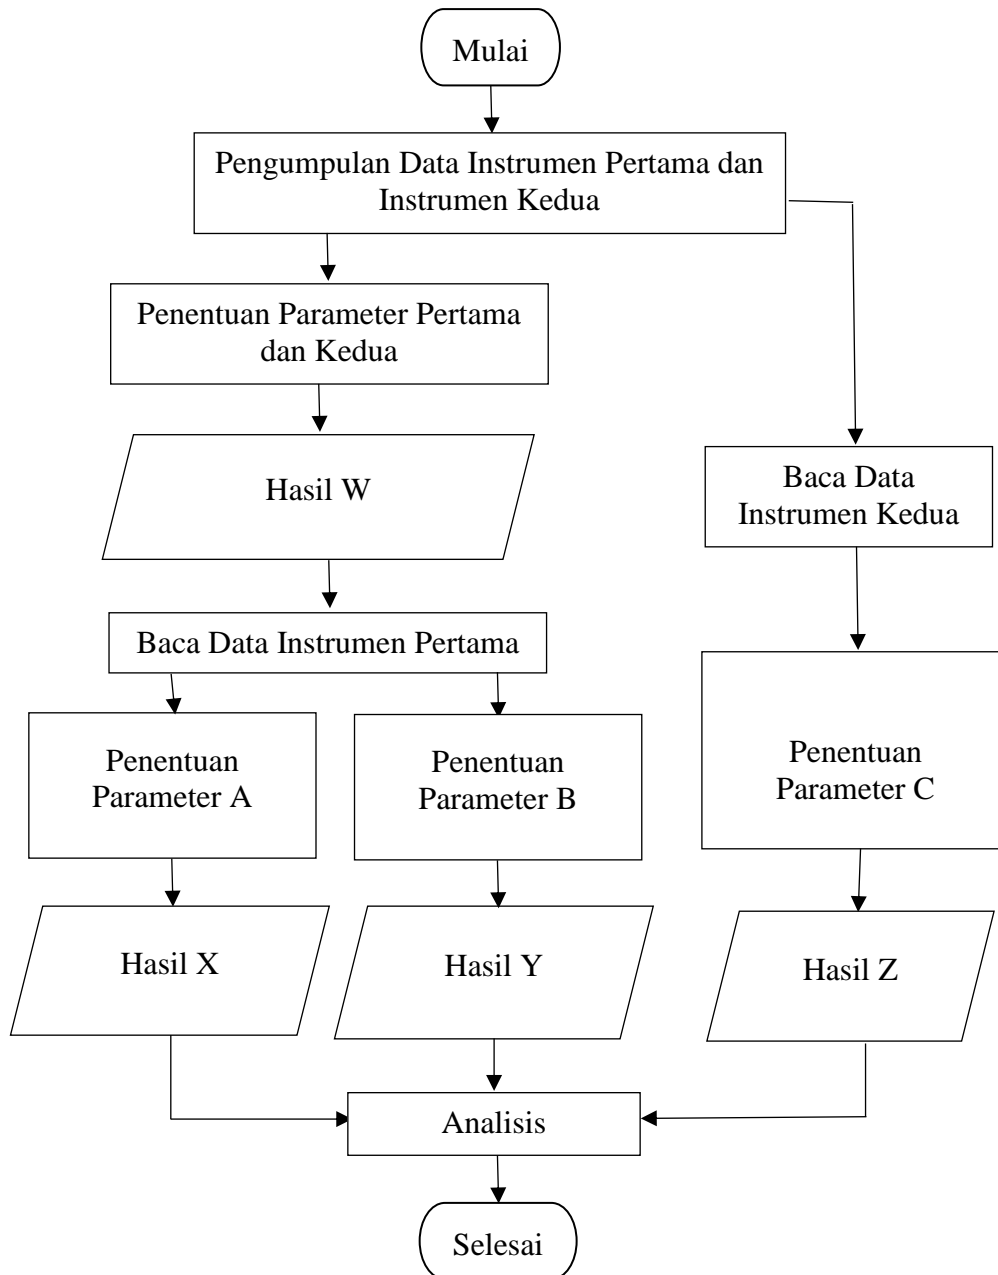 Mulai
Pengumpulan Data Instrumen Pertama dan
Instrumen Kedua
Penentuan Parameter Pertama
dan Kedua
Hasil W
Baca Data
Instrumen Kedua
Baca Data Instrumen Pertama
Penentuan
Parameter A
Penentuan
Parameter B
Penentuan
Parameter C
Hasil X
Hasil Y
Hasil Z
Analisis
Selesai